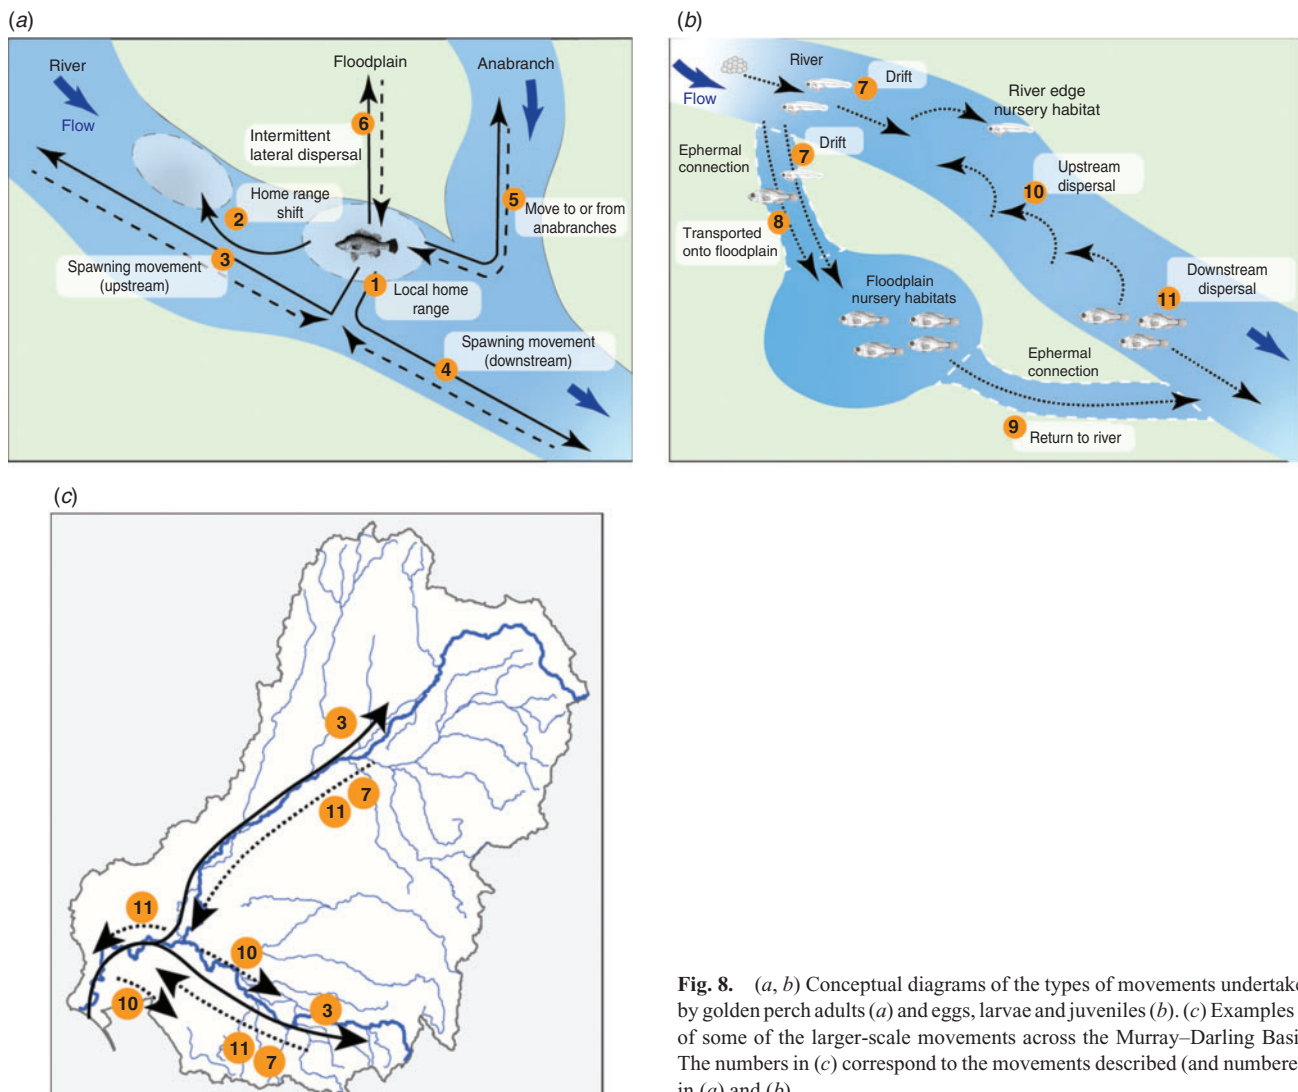 (a)
River
Flow
Floodplain
Anabranch
6
Intermittent
lateral dispersal
5
Move to or from
anabranches
2
Home range
shift
3
Spawning movement
(upstream)
1
Local home
range
Spawning movement
(downstream)
4
(b)
River
Flow
7
Drift
River edge
nursery habitat
Ephermal
connection
7
Drift
10
Upstream
dispersal
8
Transported
onto floodplain
Floodplain
nursery habitats
Downstream
dispersal
11
Ephermal
connection
9
Return to river
(c)
3
7
11
11
10
10
3
11
7
Fig. 8. (a, b) Conceptual diagrams of the types of movements undertake
by golden perch adults (a) and eggs, larvae and juveniles (b). (c) Examples
of some of the larger-scale movements across the Murray–Darling Basi
The numbers in (c) correspond to the movements described (and numbere
in (a) and (b)